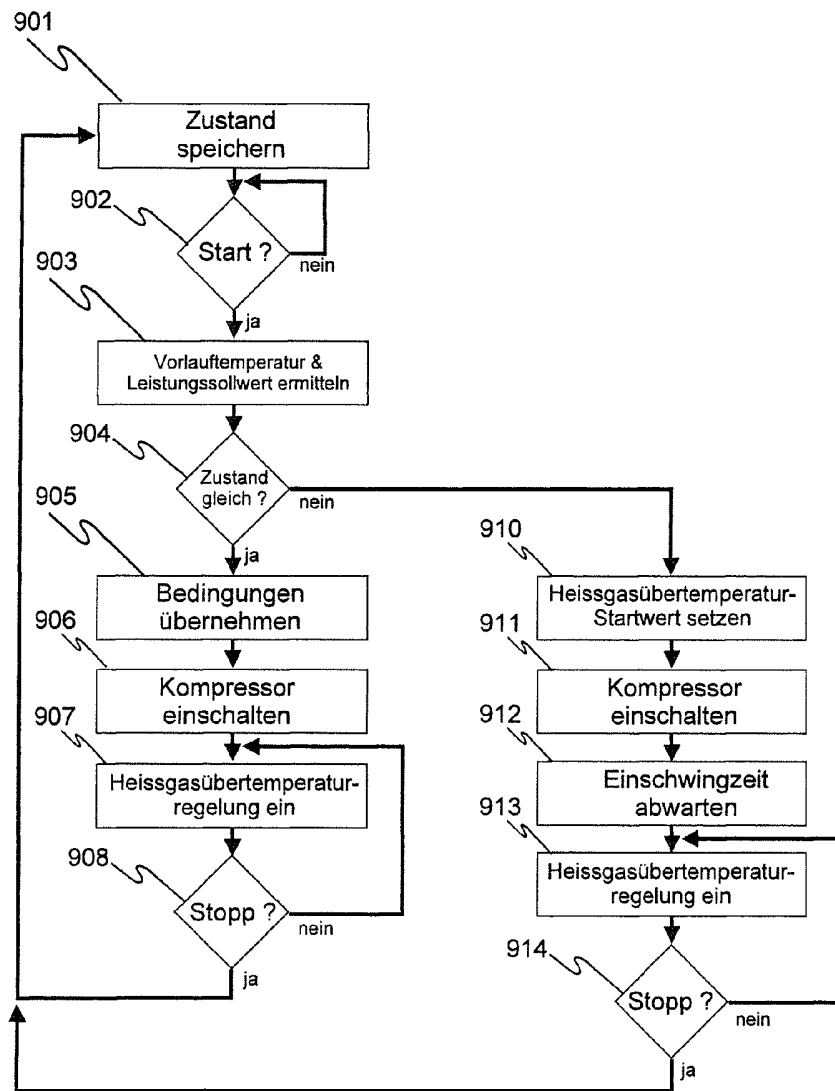 901
Zustand
speichern
902
Start ?
nein
ja
903
Vorlauftemperatur &
Leistungssollwert ermitteln
904
Zustand
gleich ?
nein
ja
905
Bedingungen
übernehmen
906
Kompressor
einschalten
907
Heissgasübertemperatur-
regelung ein
908
Stopp ?
nein
ja
910
Heissgasübertemperatur-
Startwert setzen
911
Kompressor
einschalten
912
Einschwingzeit
abwarten
913
Heissgasübertemperatur-
regelung ein
914
Stopp ?
nein
ja